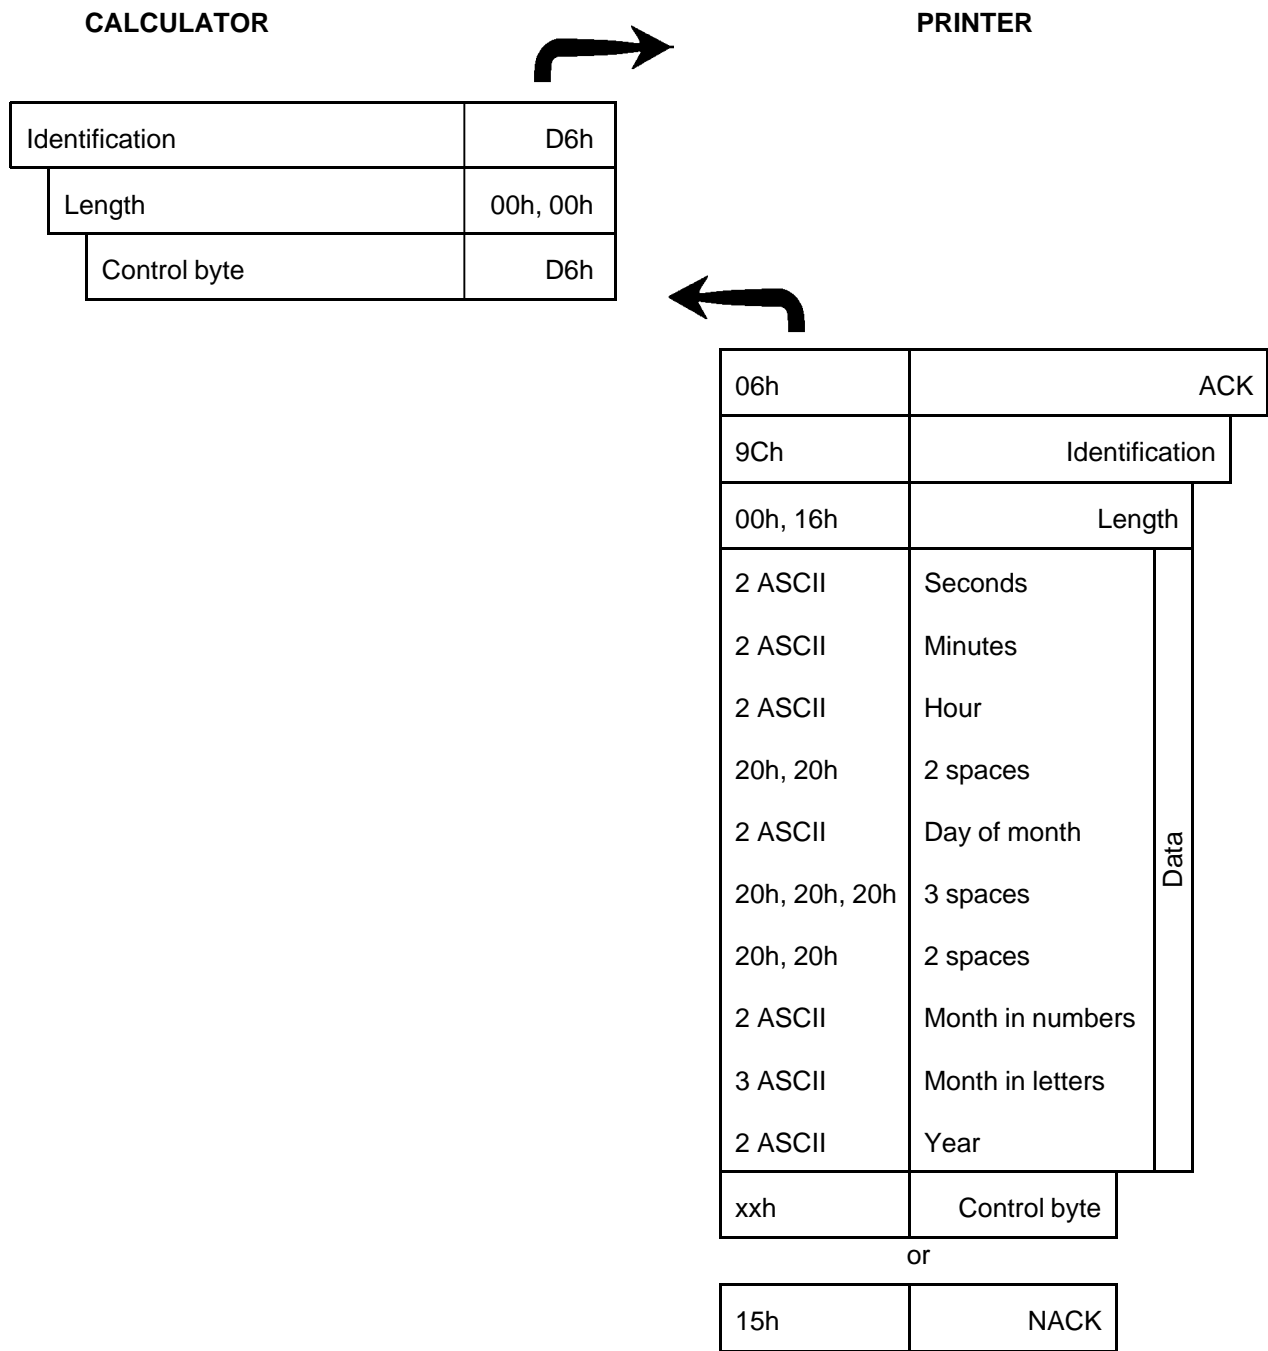 CALCULATOR PRINTER
Identification D6h
Length 00h, 00h
Control byte D6h
06h ACK
9Ch Identification
00h, 16h Length
2 ASCII Seconds
2 ASCII Minutes
2 ASCII Hour
20h, 20h 2 spaces
2 ASCII Day of month
20h, 20h, 20h 3 spaces
20h, 20h 2 spaces
2 ASCII Month in numbers
3 ASCII Month in letters
2 ASCII Year
Data
xxh Control byte
or
15h NACK